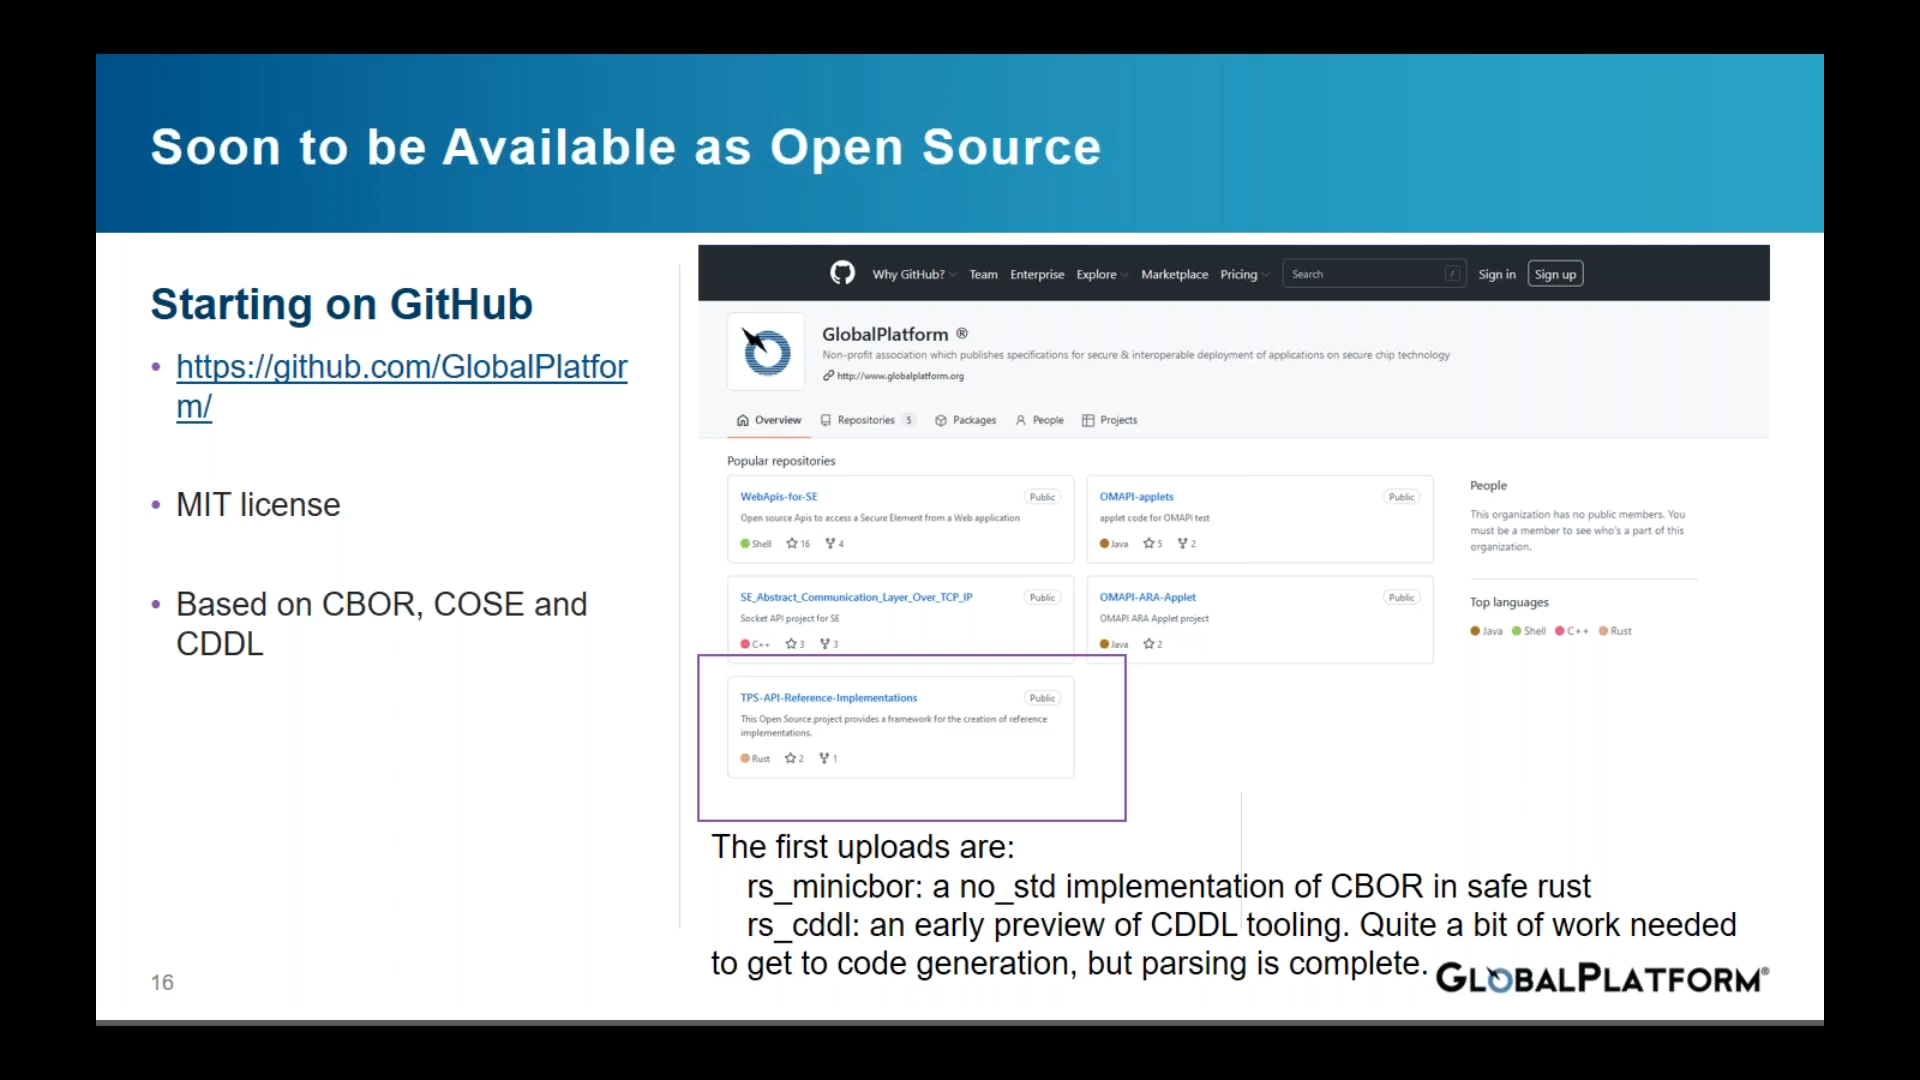 Soon to be Available as Open Source
Starting on GitHub
• https://github.com/GlobalPlatfor
m/
• MIT license
• Based on CBOR, COSE and
CDDL
16
Why GitHub? Team Enterprise Explore Marketplace Pricing Search / Sign in Sign up
GlobalPlatform ®
Non-profit association which publishes specifications for secure & interoperable deployment of applications on secure chip technology
http://www.globalplatform.org
Overview Repositories 5 Packages People Projects
Popular repositories
WebApis-for-SE Public
Open source Apis to access a Secure Element from a Web application
Shell 16 4
OMAPI-applets Public
applet code for OMAPI test
Java 5 2
SE_Abstract_Communication_Layer_Over_TCP_IP Public
Socket API project for SE
C++ 3 3
OMAPI-ARA-Applet Public
OMAPI ARA Applet project
Java 2
TPS-API-Reference-Implementations Public
This Open Source project provides a framework for the creation of reference
implementations.
Rust 2 1
People
This organization has no public members. You
must be a member to see who's a part of this
organization.
Top languages
Java Shell C++ Rust
The first uploads are:
rs_minicbor: a no_std implementation of CBOR in safe rust
rs_cddl: an early preview of CDDL tooling. Quite a bit of work needed
to get to code generation, but parsing is complete.
GLOBALPLATFORM®